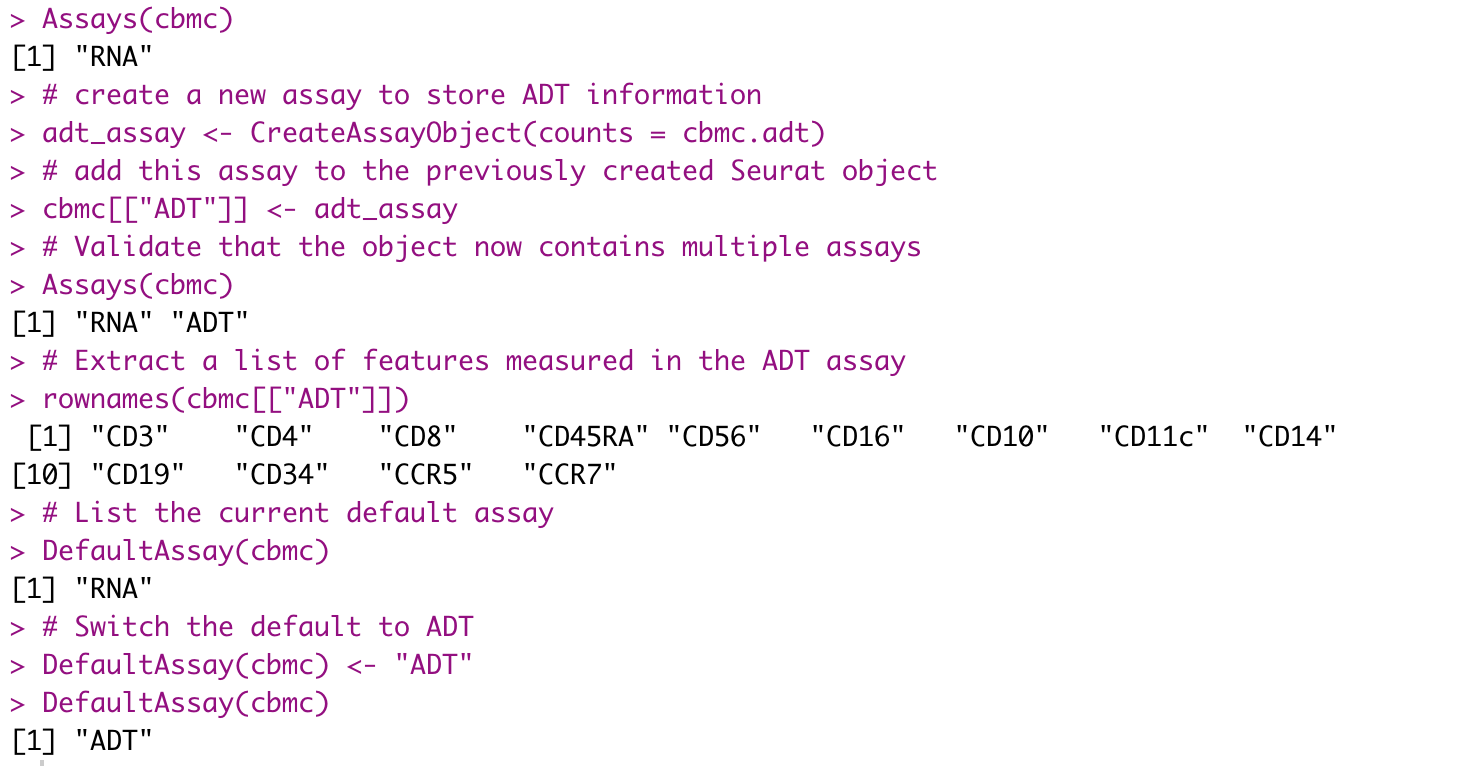 > Assays(cbmc)
[1] "RNA"
> # create a new assay to store ADT information
> adt_assay <- CreateAssayObject(counts = cbmc.adt)
> # add this assay to the previously created Seurat object
> cbmc[["ADT"]] <- adt_assay
> # Validate that the object now contains multiple assays
> Assays(cbmc)
[1] "RNA" "ADT"
> # Extract a list of features measured in the ADT assay
> rownames(cbmc[["ADT"]])
 [1] "CD3"    "CD4"    "CD8"    "CD45RA" "CD56"   "CD16"   "CD10"   "CD11c"  "CD14"
[10] "CD19"   "CD34"   "CCR5"   "CCR7"
> # List the current default assay
> DefaultAssay(cbmc)
[1] "RNA"
> # Switch the default to ADT
> DefaultAssay(cbmc) <- "ADT"
> DefaultAssay(cbmc)
[1] "ADT"